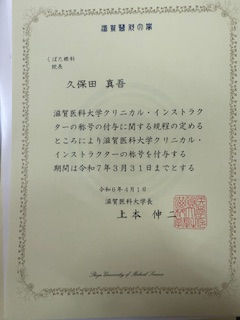 くぼた眼科
院長
久保田 真吾
滋賀医科大学クリニカル・インストラク
ターの称号の付与に関する規程の定める
ところにより滋賀医科大学クリニカル・
インストラクターの称号を付与する
期間は令和７年３月３１日までとする
令和６年４月１日
滋賀医科大学長
上本 伸二
Shiga University of Medical Science